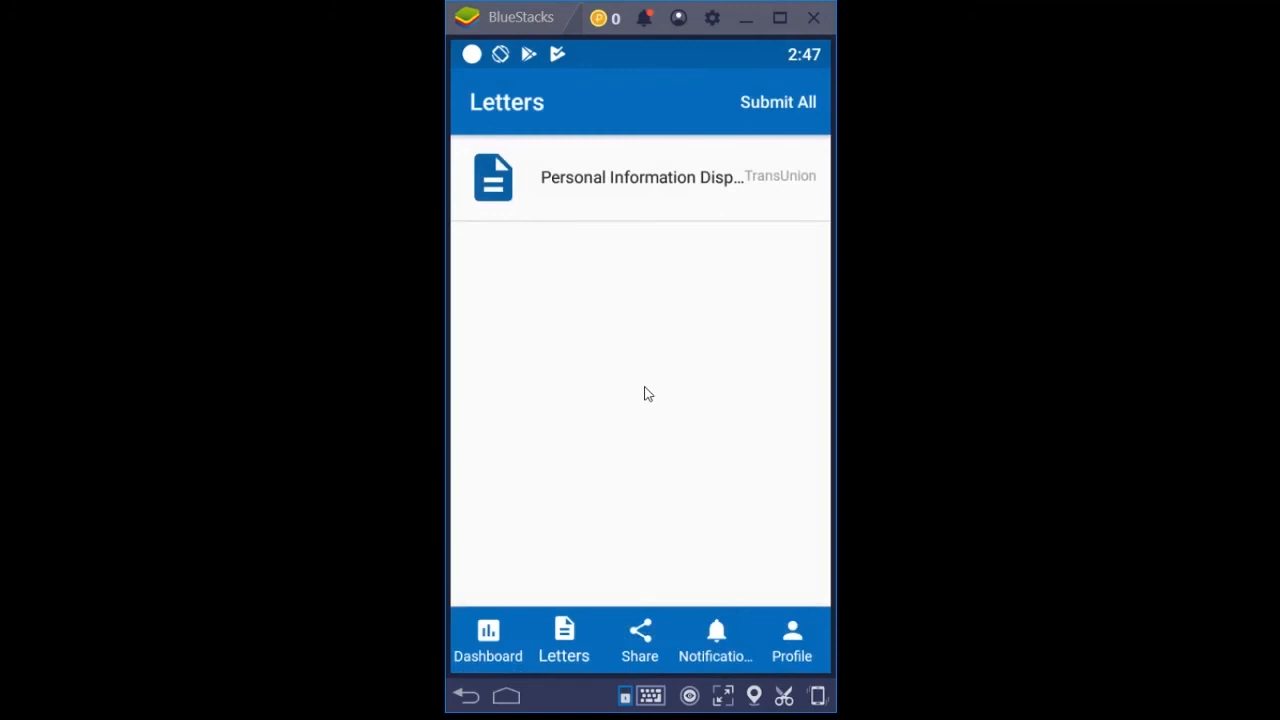 BlueStacks
0
2:47
Letters
Submit All
Personal Information Disp...
TransUnion
Dashboard
Letters
Share
Notificatio...
Profile